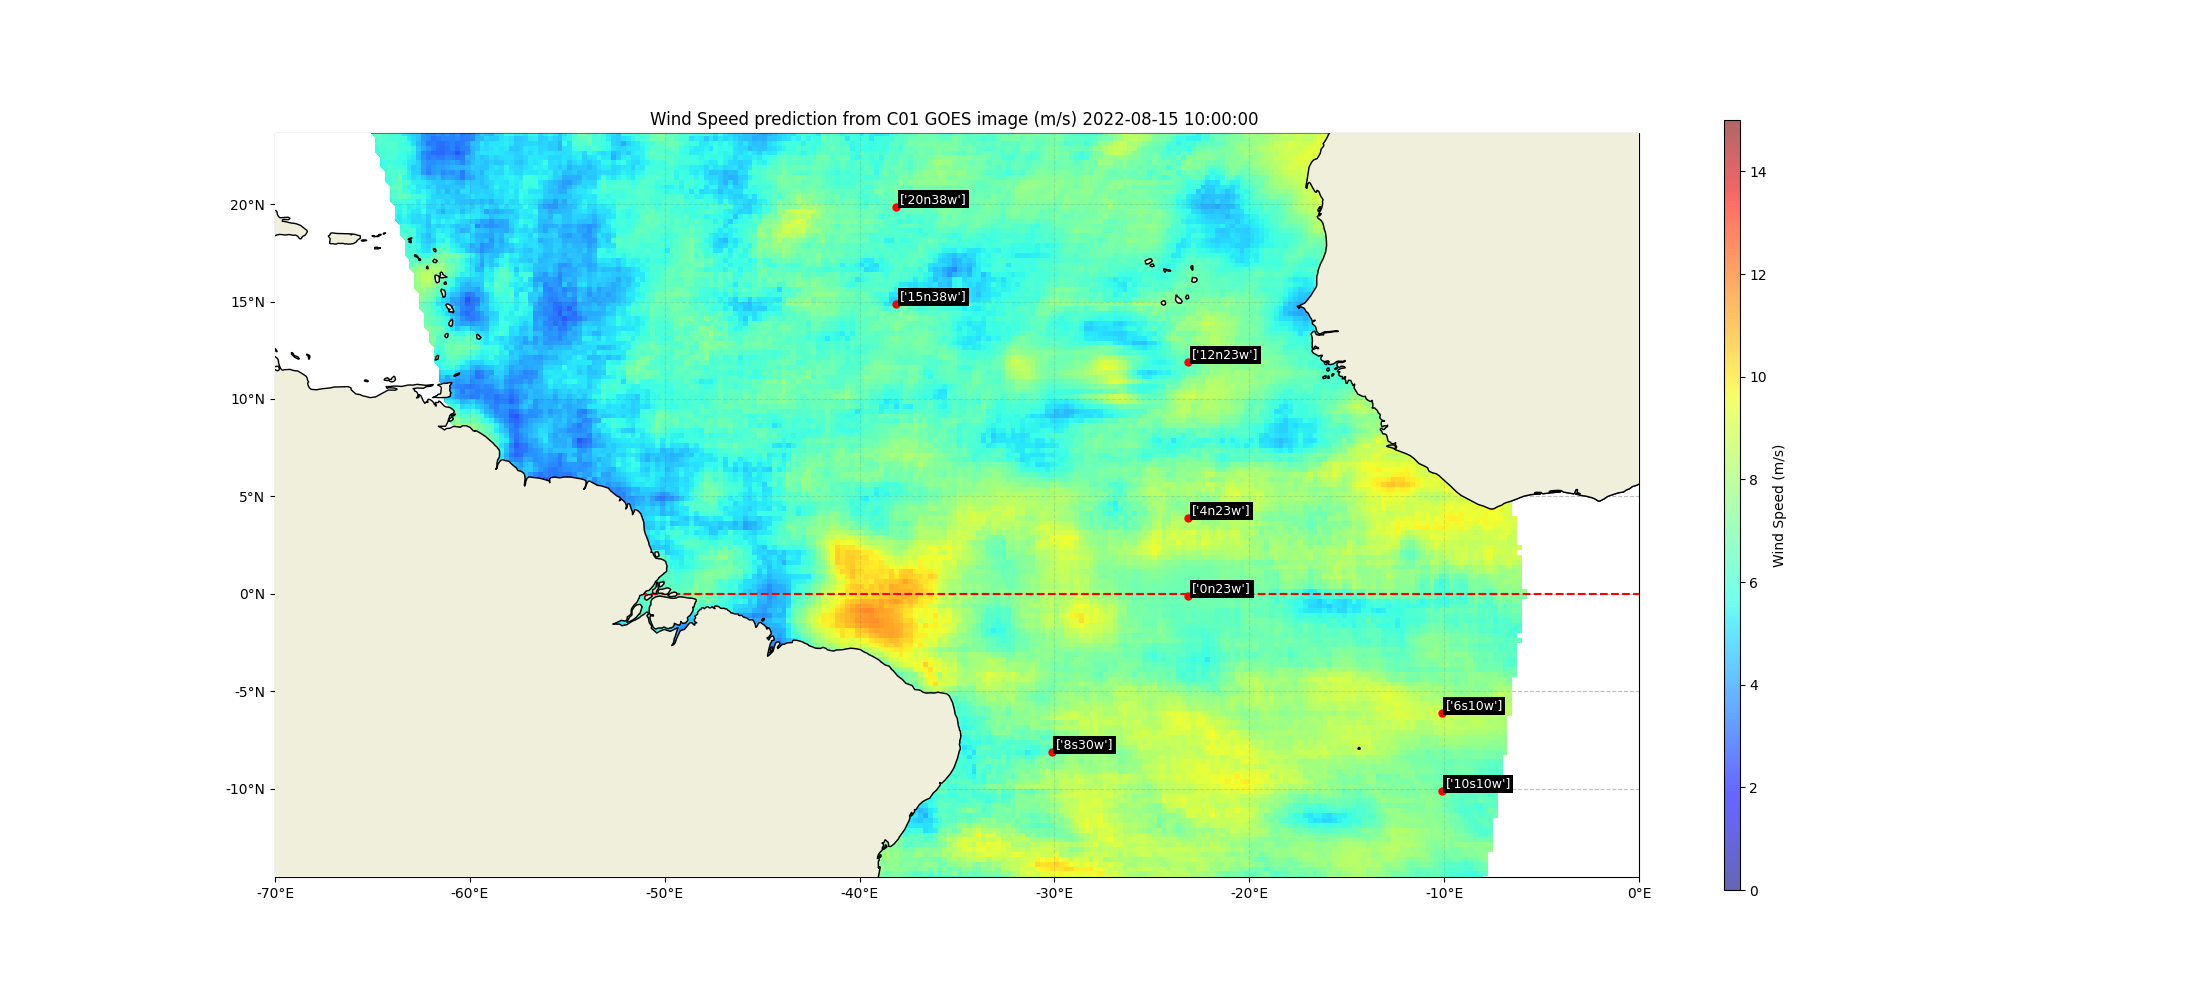 Wind Speed prediction from C01 GOES image (m/s) 2022-08-15 10:00:00
20°N
15°N
10°N
5°N
0°N
-5°N
-10°N
-70°E
-60°E
-50°E
-40°E
-30°E
-20°E
-10°E
0°E
['20n38w']
['15n38w']
['12n23w']
['4n23w']
['0n23w']
['6s10w']
['8s30w']
['10s10w']
14
12
10
8
6
4
2
0
Wind Speed (m/s)